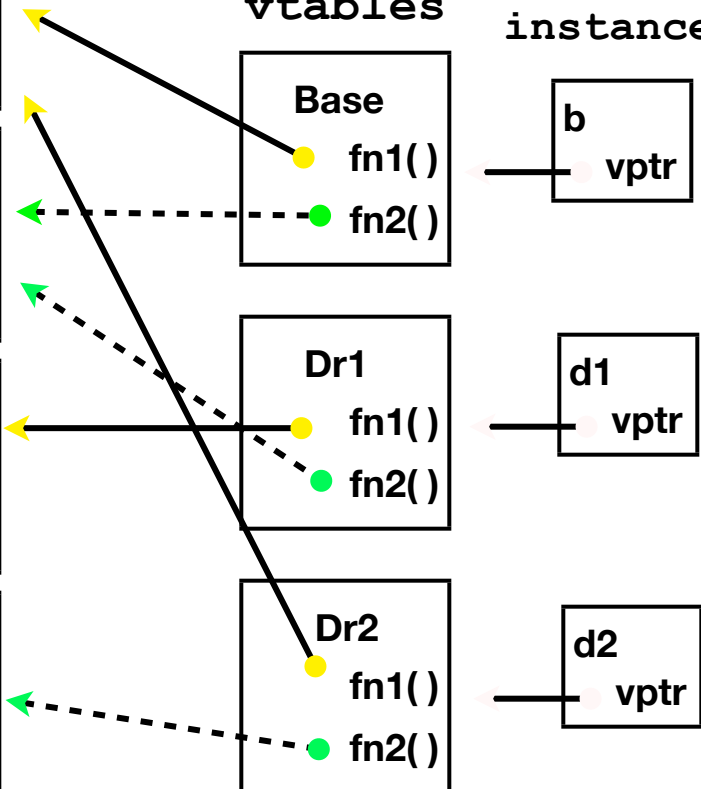 vtables
instance
Base
fn1()
fn2()
b
vptr
Dr1
fn1()
fn2()
d1
vptr
Dr2
fn1()
fn2()
d2
vptr